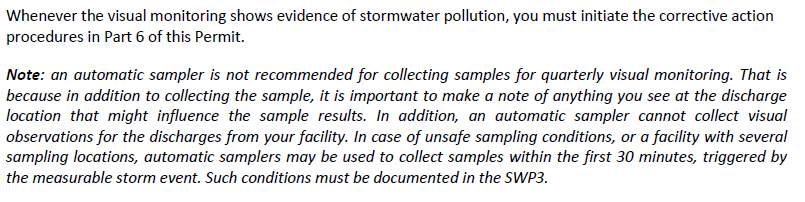 Whenever the visual monitoring shows evidence of stormwater pollution, you must initiate the corrective action
procedures in Part 6 of this Permit.
Note: an automatic sampler is not recommended for collecting samples for quarterly visual monitoring. That is
because in addition to collecting the sample, it is important to make a note of anything you see at the discharge
location that might influence the sample results. In addition, an automatic sampler cannot collect visual
observations for the discharges from your facility. In case of unsafe sampling conditions, or a facility with several
sampling locations, automatic samplers may be used to collect samples within the first 30 minutes, triggered by
the measurable storm event. Such conditions must be documented in the SWP3.